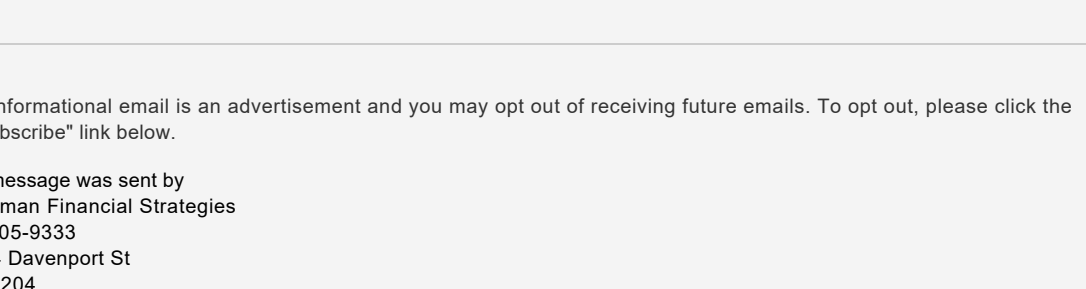 nformational email is an advertisement and you may opt out of receiving future emails. To opt out, please click the
bscribe" link below.
nessage was sent by
man Financial Strategies
05-9333
Davenport St
204